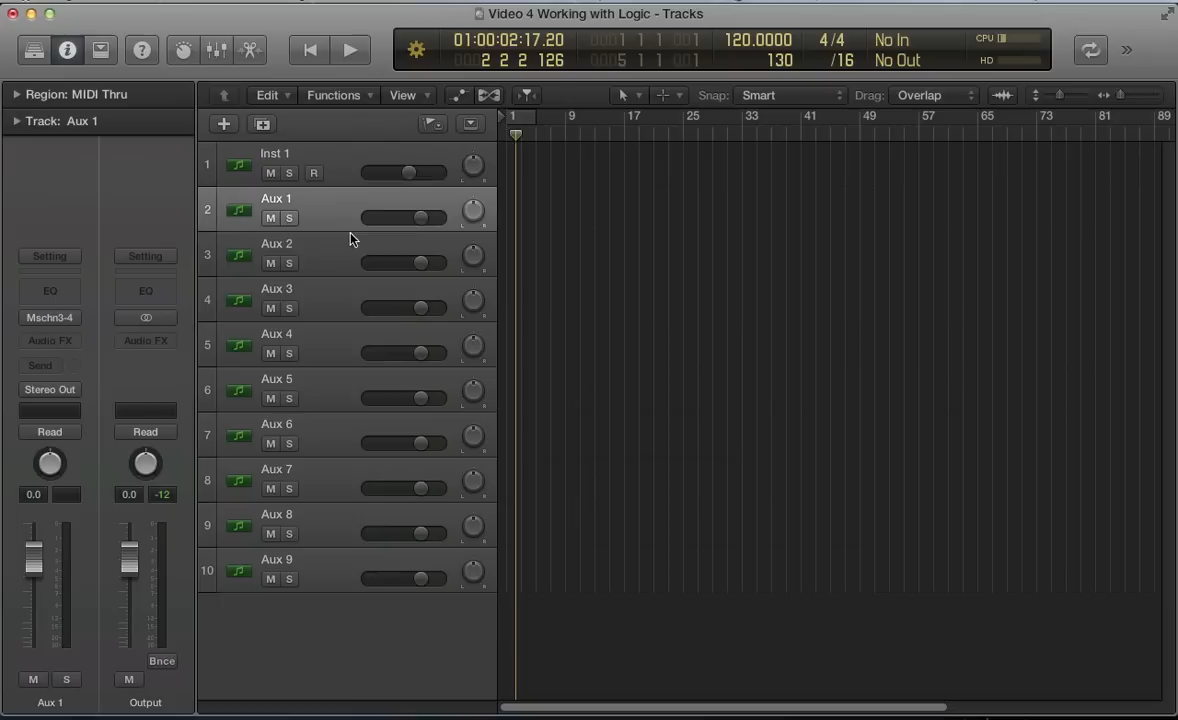 Video 4 Working with Logic - Tracks
01:00:02:17.20
2 2 2 126
1 1 1 001
5 1 1 001
120.0000
130
4/4
/16
No In
No Out
CPU
HD
Region: MIDI Thru
Track: Aux 1
Edit
Functions
View
Snap: Smart
Drag: Overlap
1 9 17 25 33 41 49 57 65 73 81 89
1 Inst 1
M S R
L R
2 Aux 1
M S
L R
3 Aux 2
M S
L R
4 Aux 3
M S
L R
5 Aux 4
M S
L R
6 Aux 5
M S
L R
7 Aux 6
M S
L R
8 Aux 7
M S
L R
9 Aux 8
M S
L R
10 Aux 9
M S
L R
Setting Setting
EQ EQ
Mschn3-4
Audio FX Audio FX
Send
Stereo Out
Read Read
0.0 0.0 -12
Bnce
M S M
Aux 1 Output